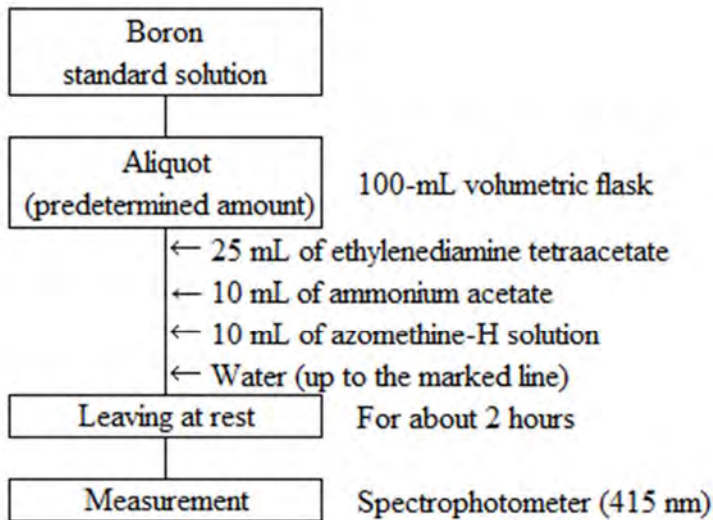 Boron
standard solution
Aliquot
(predetermined amount)
100-mL volumetric flask
← 25 mL of ethylenediamine tetraacetate
← 10 mL of ammonium acetate
← 10 mL of azomethine-H solution
← Water (up to the marked line)
Leaving at rest
For about 2 hours
Measurement
Spectrophotometer (415 nm)